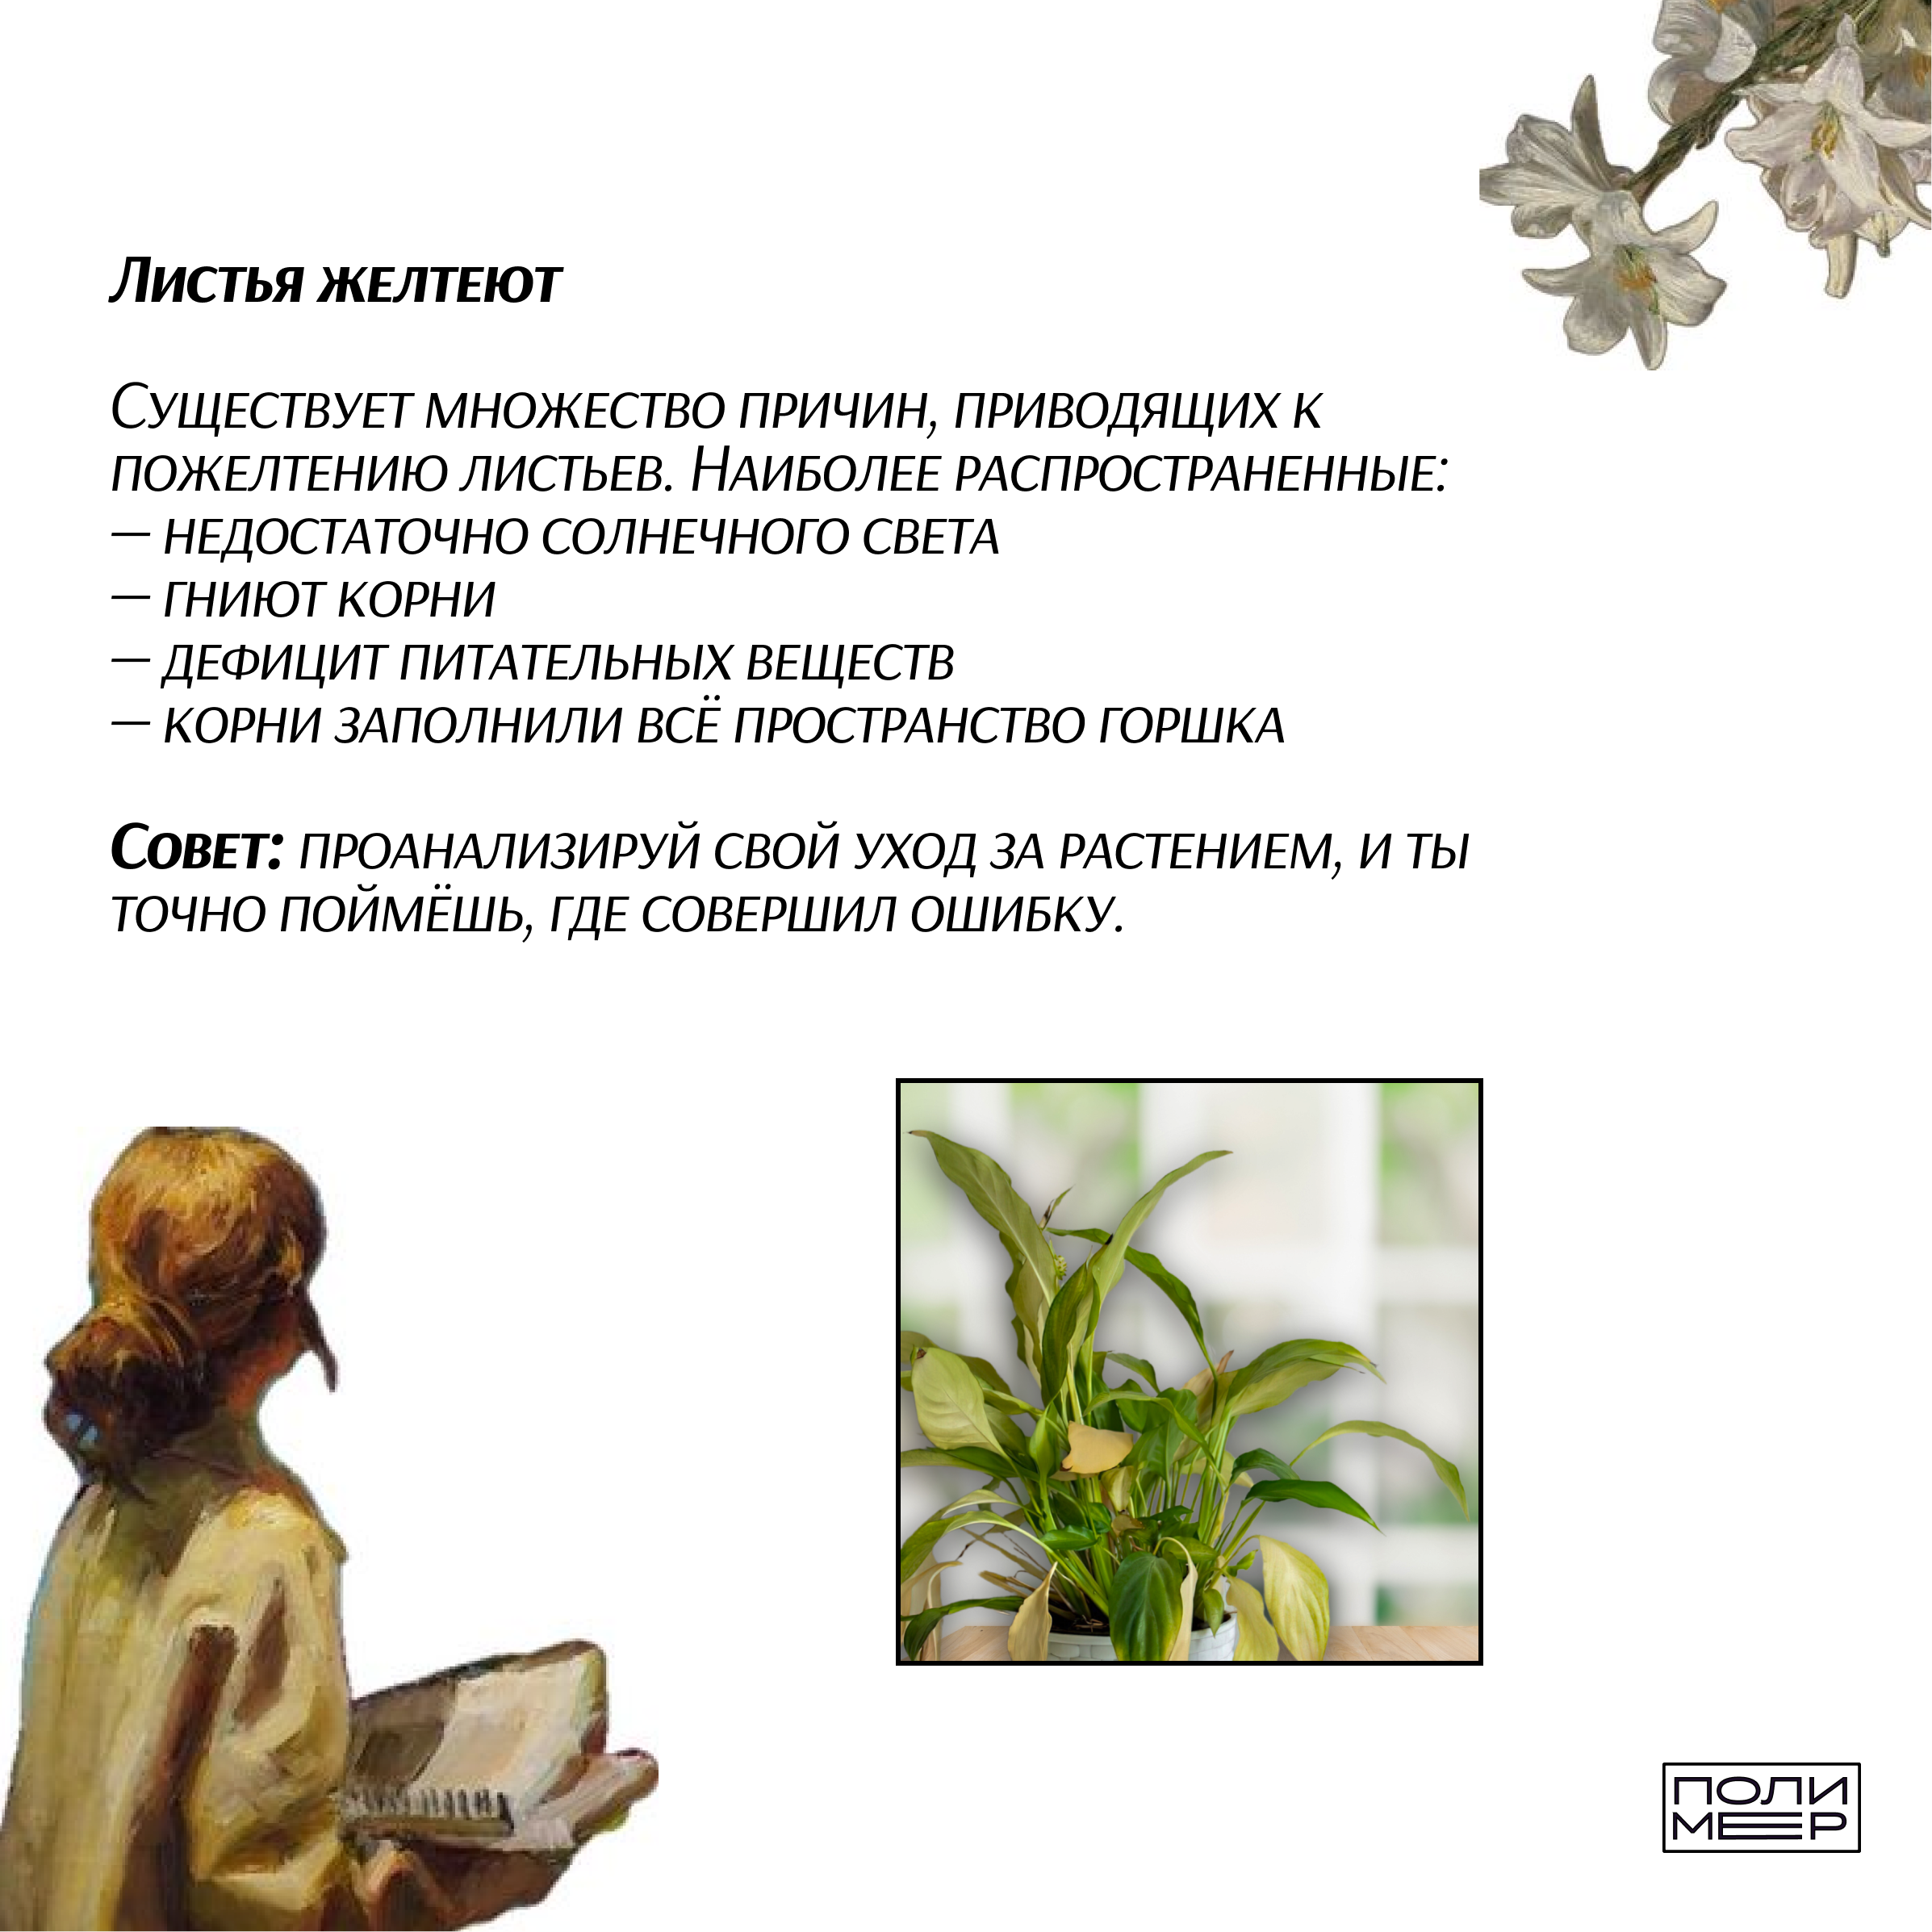 Листья желтеют
Существует множество причин, приводящих к
пожелтению листьев. Наиболее распространенные:
— недостаточно солнечного света
— гниют корни
— дефицит питательных веществ
— корни заполнили всё пространство горшка
Совет: проанализируй свой уход за растением, и ты
точно поймёшь, где совершил ошибку.
ПОЛИ
МЕР